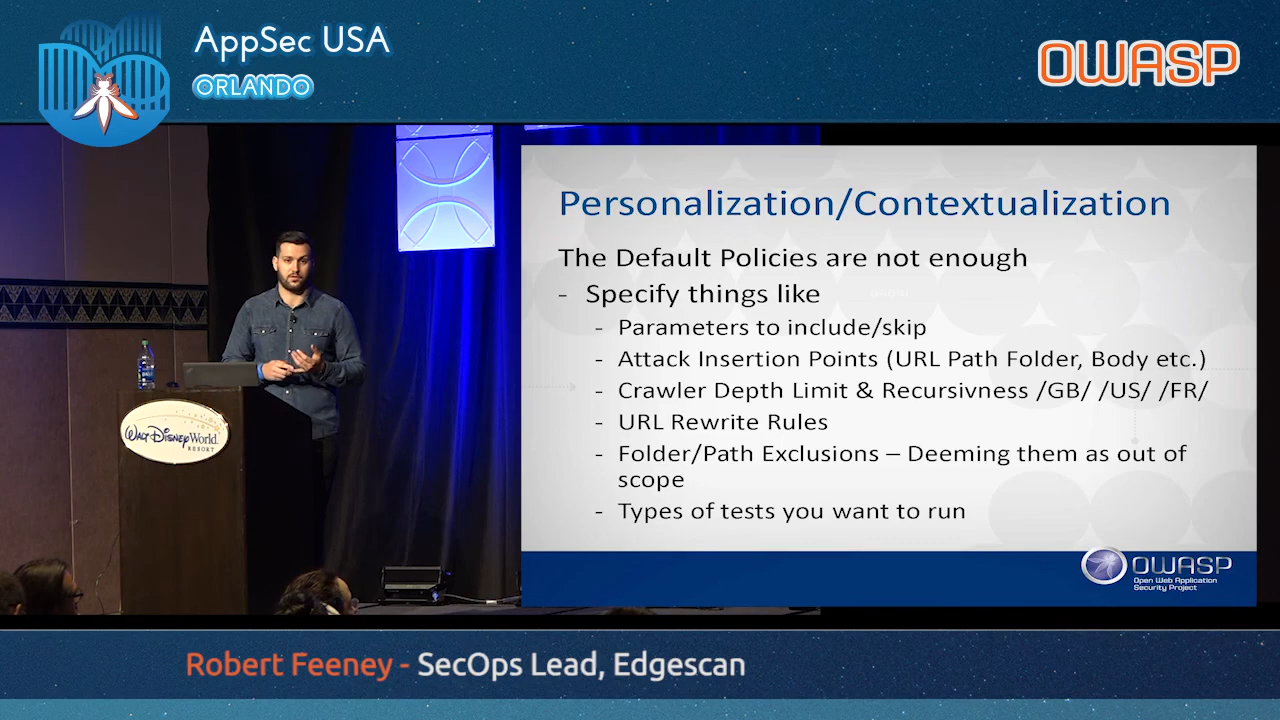 AppSec USA
ORLANDO
OWASP
Personalization/Contextualization
The Default Policies are not enough
- Specify things like
- Parameters to include/skip
- Attack Insertion Points (URL Path Folder, Body etc.)
- Crawler Depth Limit & Recursivness /GB/ /US/ /FR/
- URL Rewrite Rules
- Folder/Path Exclusions – Deeming them as out of
scope
- Types of tests you want to run
OWASP
Open Web Application
Security Project
WALT DISNEY World.
RESORT
Robert Feeney - SecOps Lead, Edgescan